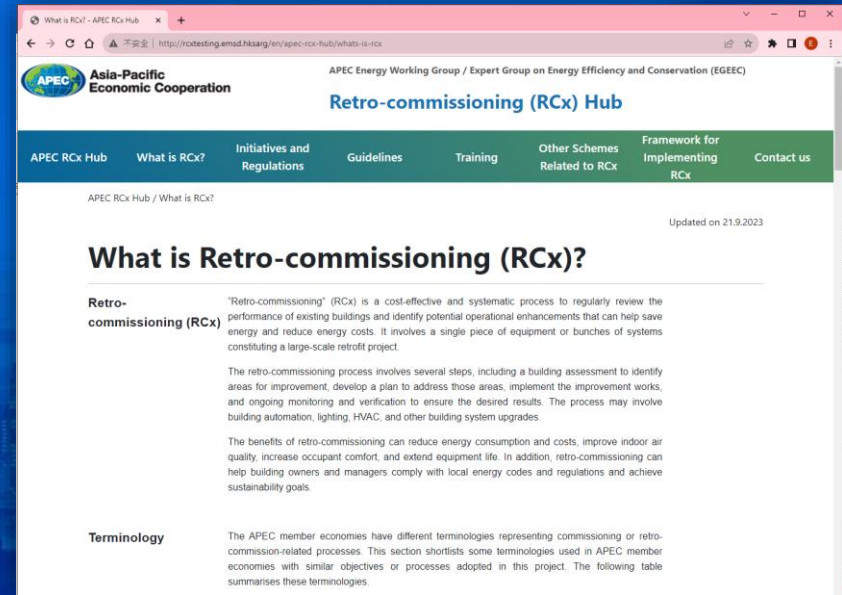 What is RCx? - APEC RCx Hub
不安全 | http://rcxtesting.emsd.hksarg/en/apec-rcx-hub/whats-is-rcx
E
APEC
Asia-Pacific
Economic Cooperation
APEC Energy Working Group / Expert Group on Energy Efficiency and Conservation (EGEEC)
Retro-commissioning (RCx) Hub
APEC RCx Hub
What is RCx?
Initiatives and
Regulations
Guidelines
Training
Other Schemes
Related to RCx
Framework for
Implementing
RCx
Contact us
APEC RCx Hub / What is RCx?
Updated on 21.9.2023
What is Retro-commissioning (RCx)?
Retro-
commissioning (RCx)
"Retro-commissioning" (RCx) is a cost-effective and systematic process to regularly review the
performance of existing buildings and identify potential operational enhancements that can help save
energy and reduce energy costs. It involves a single piece of equipment or bunches of systems
constituting a large-scale retrofit project.
The retro-commissioning process involves several steps, including a building assessment to identify
areas for improvement, develop a plan to address those areas, implement the improvement works,
and ongoing monitoring and verification to ensure the desired results. The process may involve
building automation, lighting, HVAC, and other building system upgrades.
The benefits of retro-commissioning can reduce energy consumption and costs, improve indoor air
quality, increase occupant comfort, and extend equipment life. In addition, retro-commissioning can
help building owners and managers comply with local energy codes and regulations and achieve
sustainability goals.
Terminology
The APEC member economies have different terminologies representing commissioning or retro-
commission-related processes. This section shortlists some terminologies used in APEC member
economies with similar objectives or processes adopted in this project. The following table
summarises these terminologies.